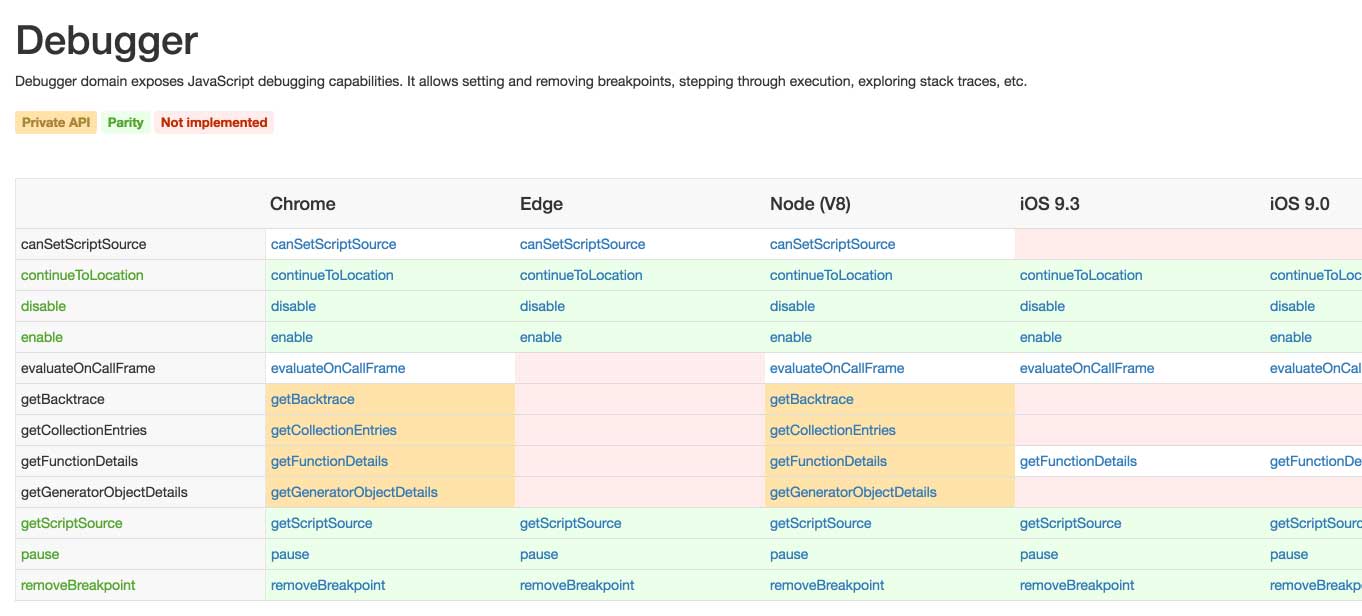 Debugger
Debugger domain exposes JavaScript debugging capabilities. It allows setting and removing breakpoints, stepping through execution, exploring stack traces, etc.
Private API Parity Not implemented
Chrome Edge Node (V8) iOS 9.3 iOS 9.0
canSetScriptSource canSetScriptSource canSetScriptSource canSetScriptSource
continueToLocation continueToLocation continueToLocation continueToLocation continueToLocation continueToLoc
disable disable disable disable disable disable
enable enable enable enable enable enable
evaluateOnCallFrame evaluateOnCallFrame evaluateOnCallFrame evaluateOnCallFrame evaluateOnCal
getBacktrace getBacktrace getBacktrace
getCollectionEntries getCollectionEntries getCollectionEntries
getFunctionDetails getFunctionDetails getFunctionDetails getFunctionDetails getFunctionDe
getGeneratorObjectDetails getGeneratorObjectDetails getGeneratorObjectDetails
getScriptSource getScriptSource getScriptSource getScriptSource getScriptSource getScriptSourc
pause pause pause pause pause pause
removeBreakpoint removeBreakpoint removeBreakpoint removeBreakpoint removeBreakpoint removeBreakp